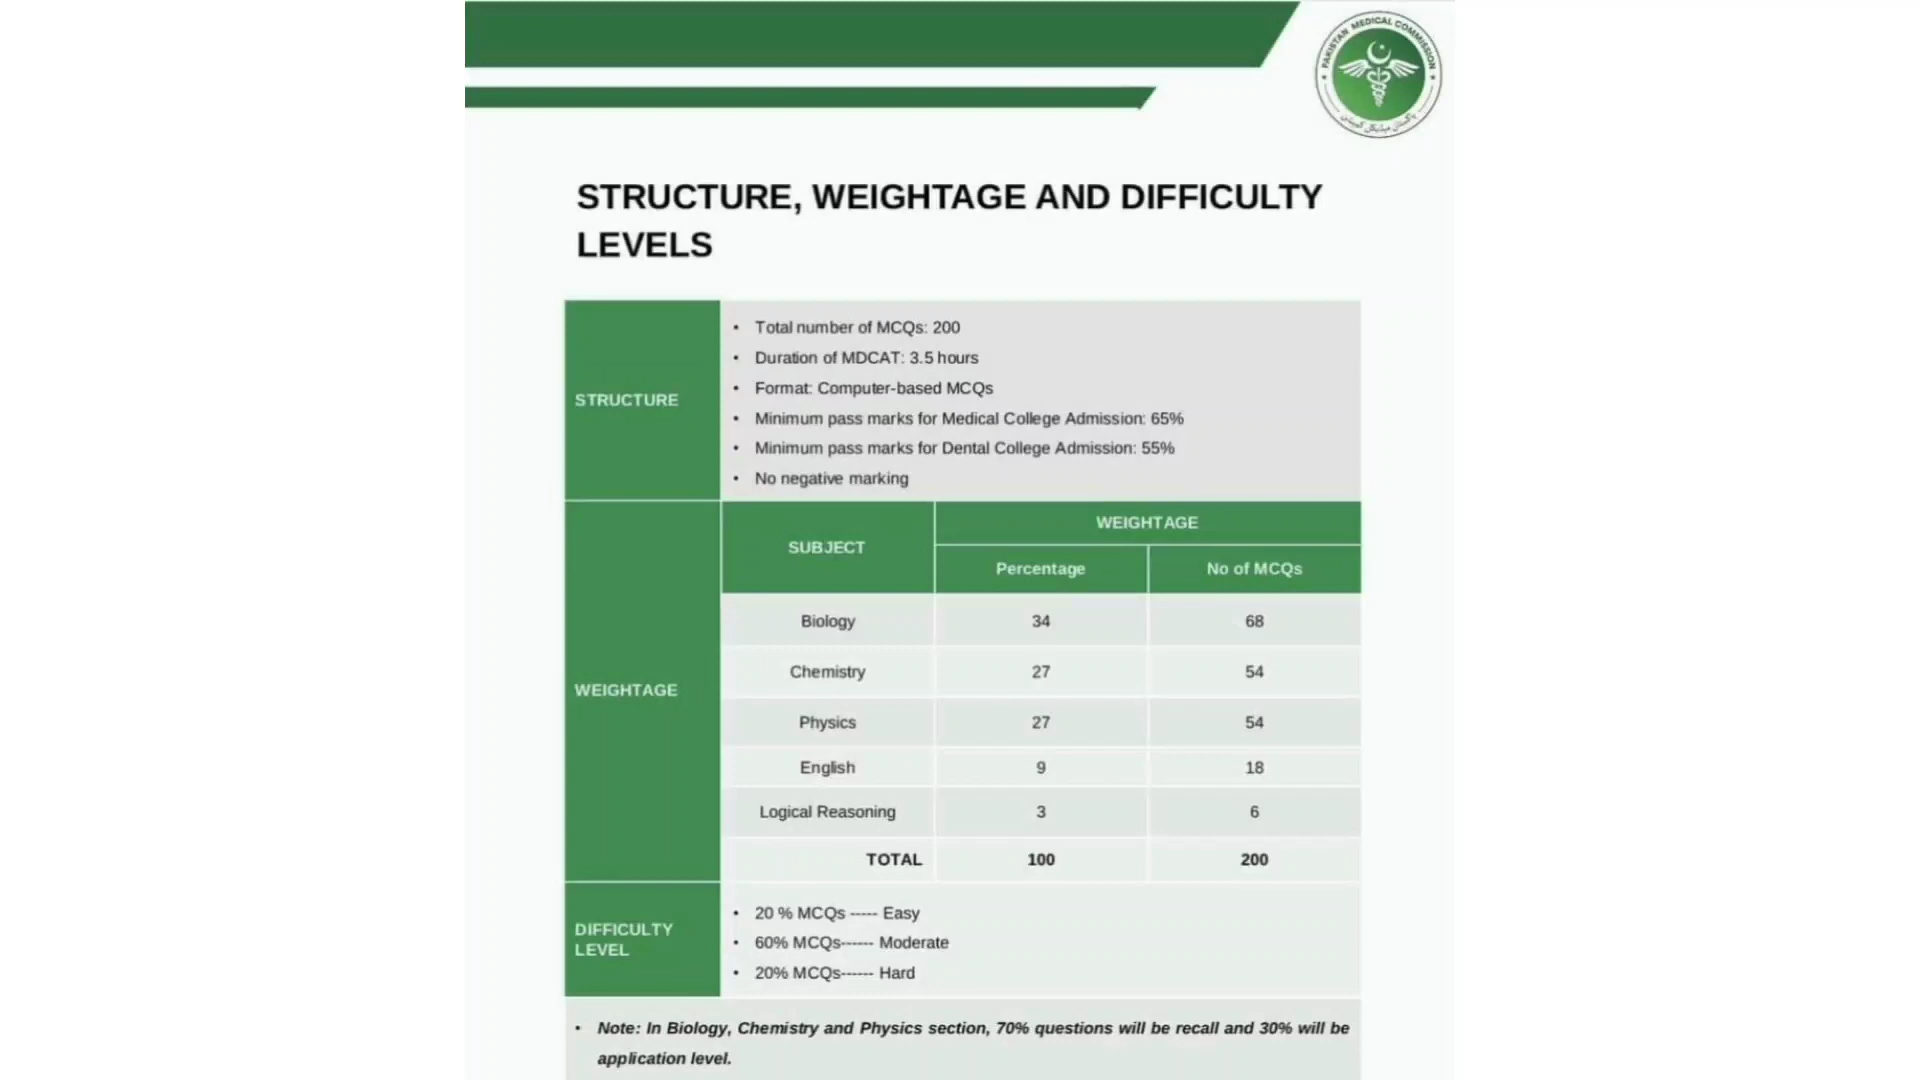 PAKISTAN MEDICAL COMMISSION
پاکستان میڈیکل کمیشن
STRUCTURE, WEIGHTAGE AND DIFFICULTY
LEVELS
STRUCTURE
• Total number of MCQs: 200
• Duration of MDCAT: 3.5 hours
• Format: Computer-based MCQs
• Minimum pass marks for Medical College Admission: 65%
• Minimum pass marks for Dental College Admission: 55%
• No negative marking
WEIGHTAGE
SUBJECT
WEIGHTAGE
Percentage No of MCQs
Biology 34 68
Chemistry 27 54
Physics 27 54
English 9 18
Logical Reasoning 3 6
TOTAL 100 200
DIFFICULTY
LEVEL
• 20 % MCQs ----- Easy
• 60% MCQs------ Moderate
• 20% MCQs------ Hard
• Note: In Biology, Chemistry and Physics section, 70% questions will be recall and 30% will be
application level.